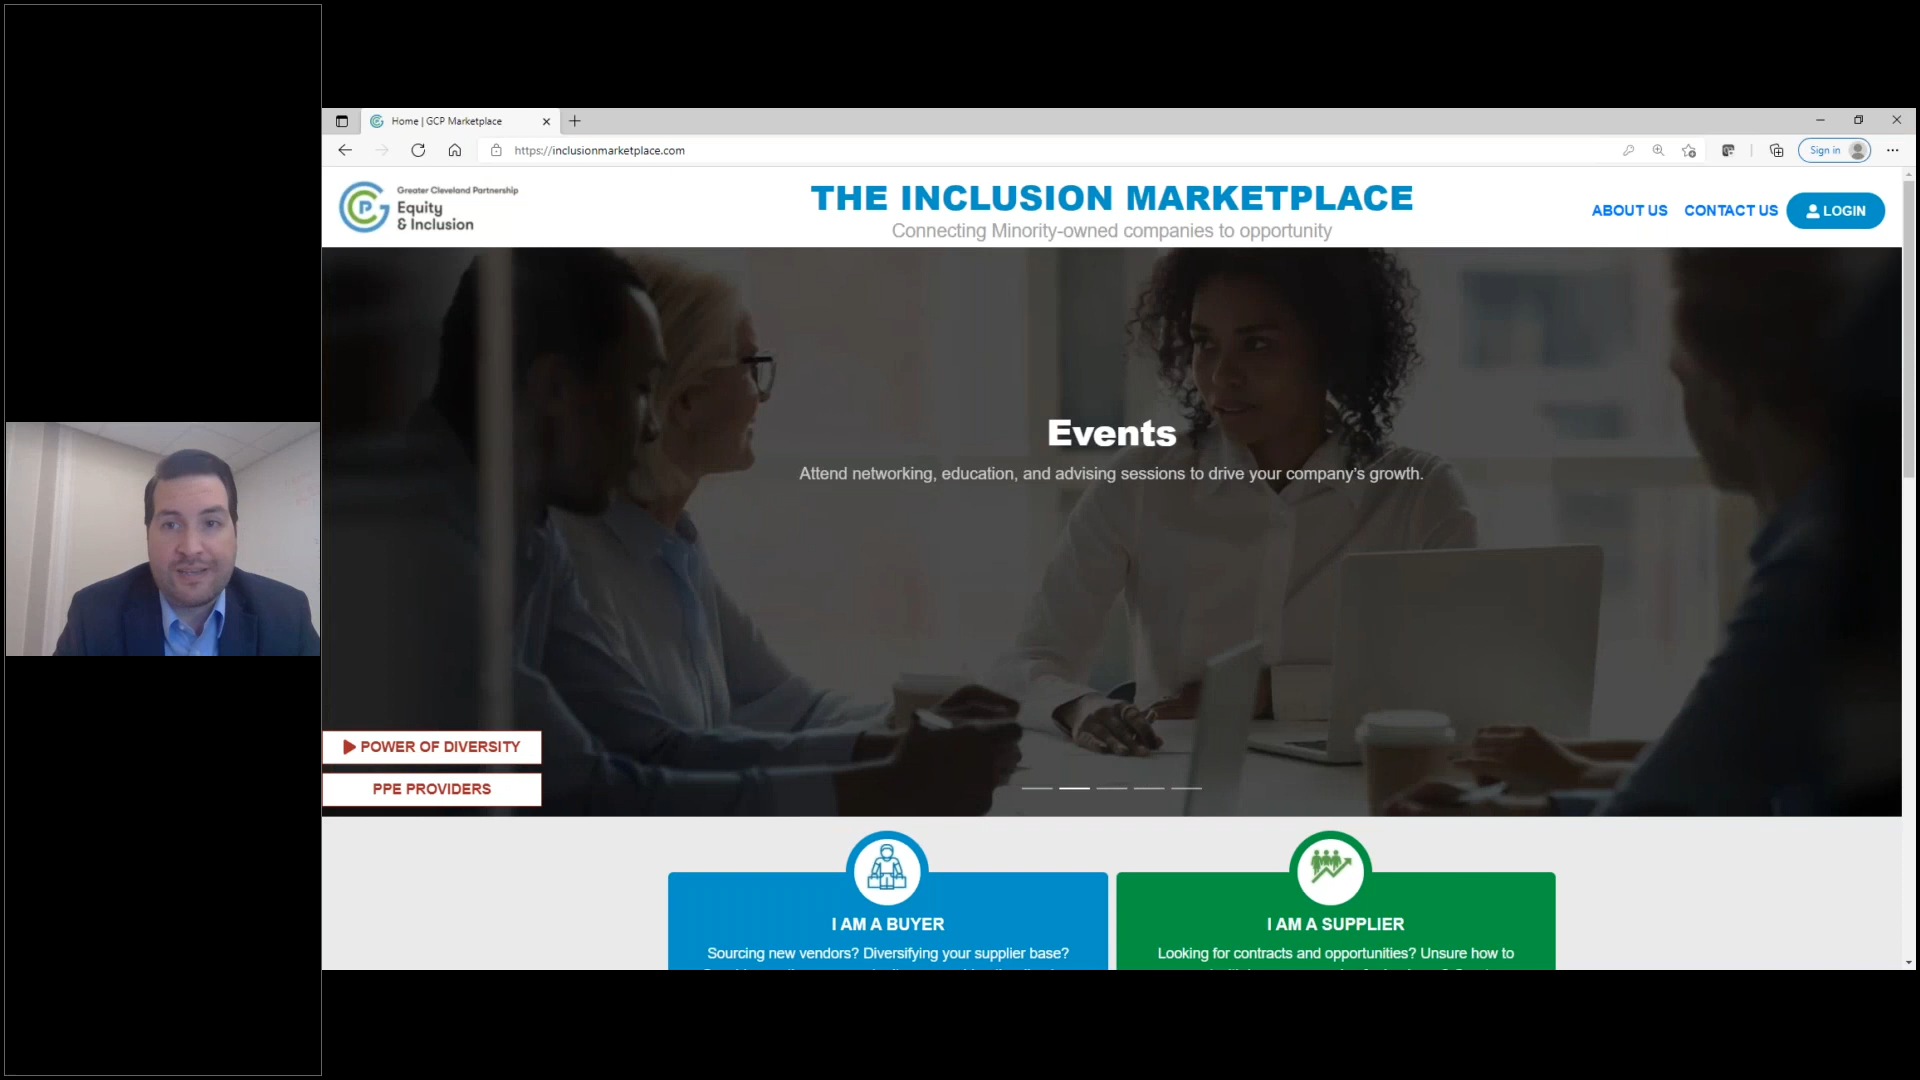 Home | GCP Marketplace
https://inclusionmarketplace.com
Sign in
Greater Cleveland Partnership
Equity
& Inclusion
THE INCLUSION MARKETPLACE
Connecting Minority-owned companies to opportunity
ABOUT US
CONTACT US
LOGIN
Events
Attend networking, education, and advising sessions to drive your company's growth.
POWER OF DIVERSITY
PPE PROVIDERS
I AM A BUYER
Sourcing new vendors? Diversifying your supplier base?
I AM A SUPPLIER
Looking for contracts and opportunities? Unsure how to